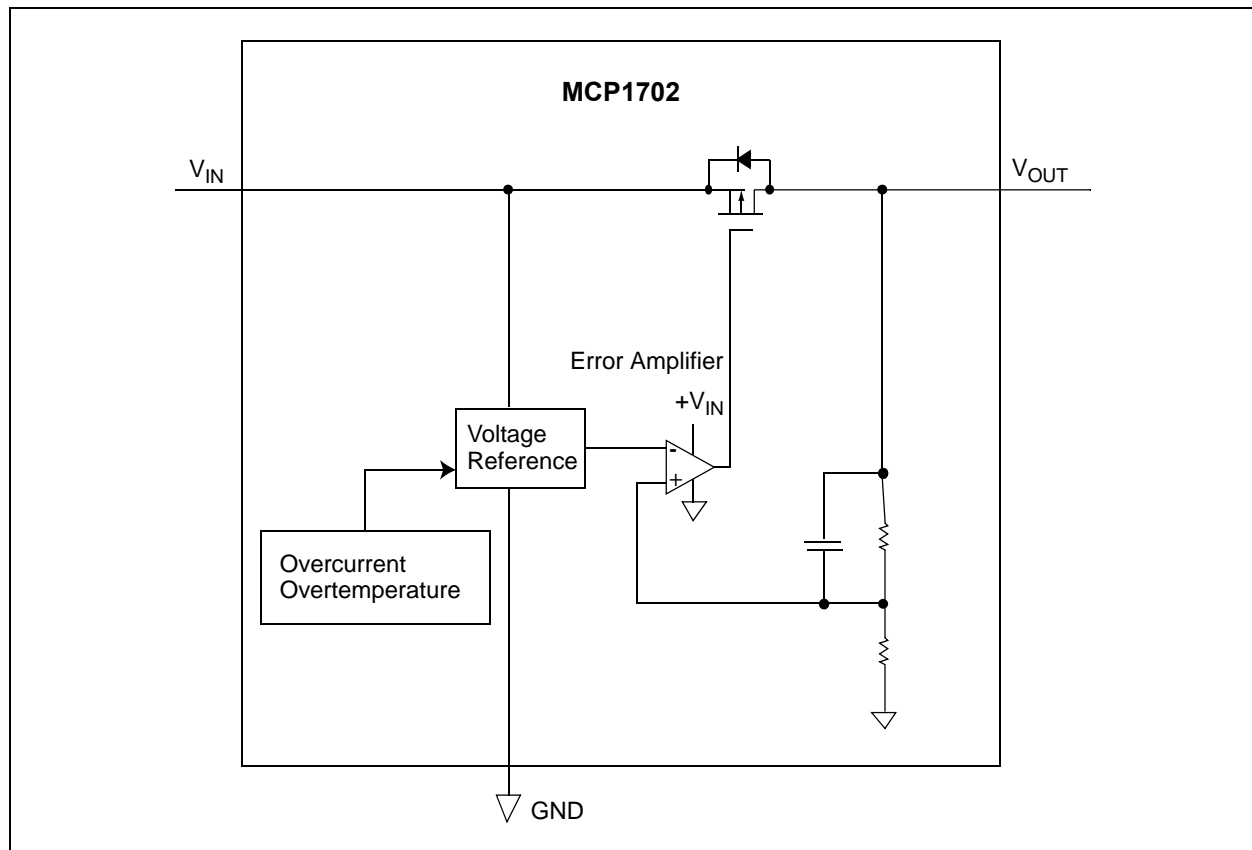 MCP1702
VIN
VOUT
Error Amplifier
+VIN
Voltage
Reference
-
+
Overcurrent
Overtemperature
GND